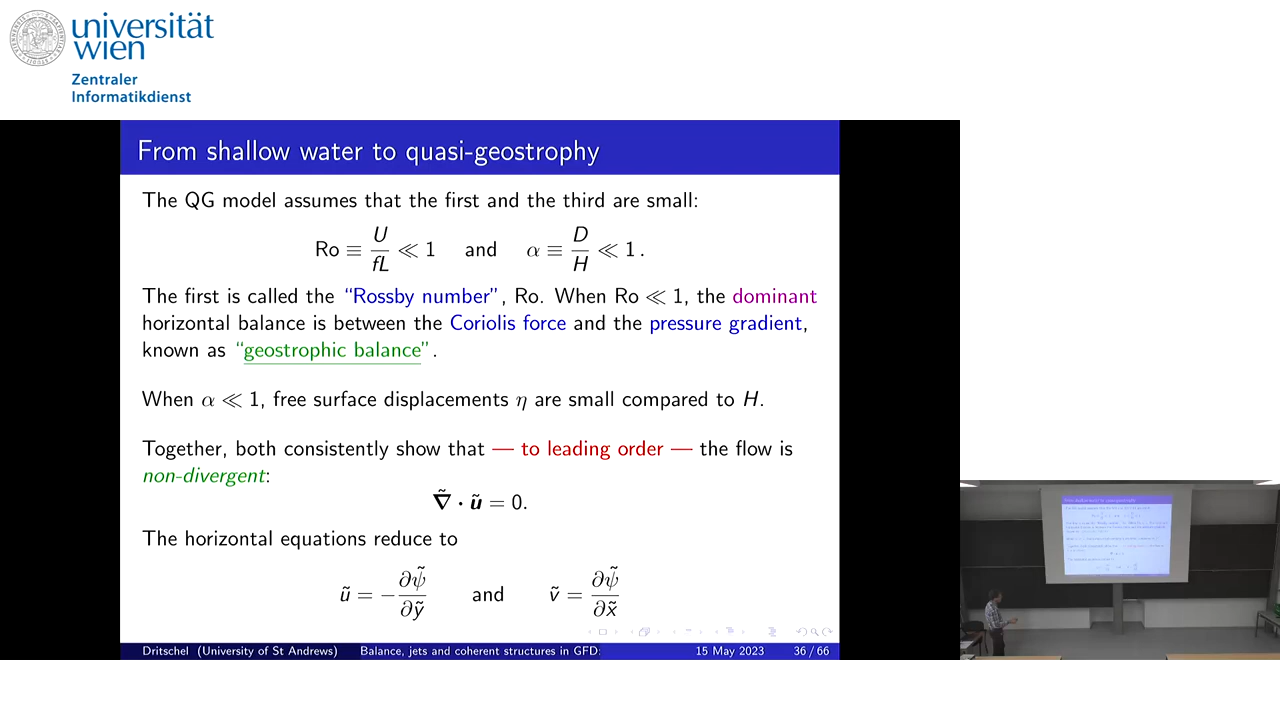 universität
wien
Zentraler
Informatikdienst
From shallow water to quasi-geostrophy
The QG model assumes that the first and the third are small:
Ro ≡ U/fL ≪ 1 and α ≡ D/H ≪ 1 .
The first is called the “Rossby number”, Ro. When Ro ≪ 1, the dominant
horizontal balance is between the Coriolis force and the pressure gradient,
known as “geostrophic balance”.
When α ≪ 1, free surface displacements η are small compared to H.
Together, both consistently show that — to leading order — the flow is
non-divergent:
∇̃ · ũ = 0.
The horizontal equations reduce to
ũ = −∂ψ̃/∂ỹ and ṽ = ∂ψ̃/∂x̃
Dritschel (University of St Andrews) Balance, jets and coherent structures in GFD: 15 May 2023 36 / 66